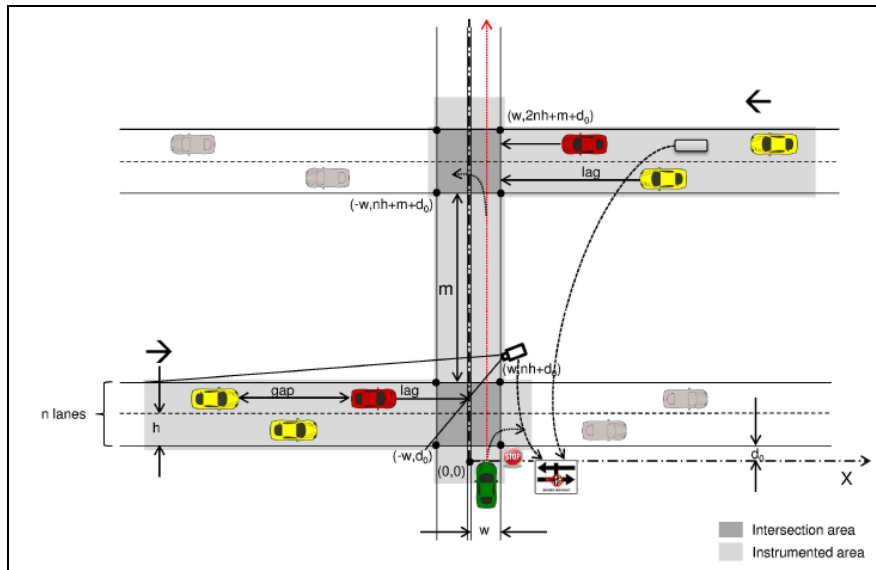 (w,2nh+m+d₀)
lag
(-w,nh+m+d₀)
m
(w,nh+d₀)
gap
lag
n lanes
h
(-w,d₀)
(0,0)
STOP
d₀
X
w
Intersection area
Instrumented area